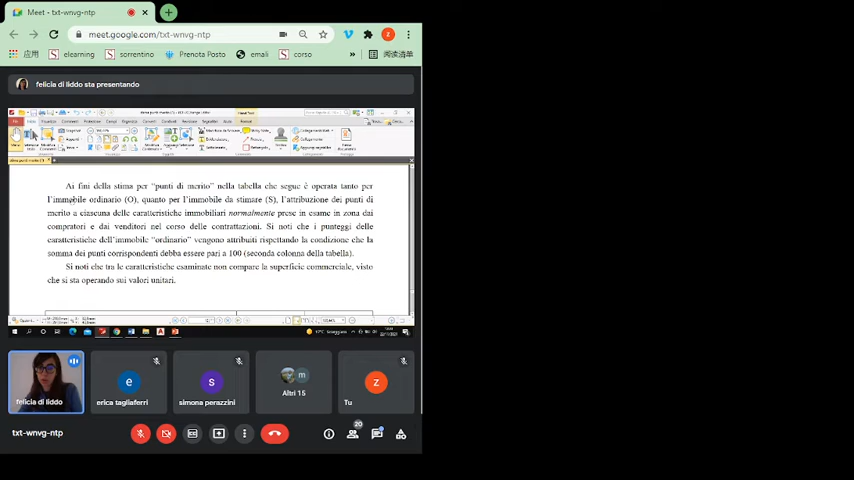 Meet - txt-wnvg-ntp
meet.google.com/txt-wnvg-ntp
应用
elearning
sorrentino
Prenota Posto
email
corso
»
阅读清单
felicia di liddo sta presentando
Ai fini della stima per "punti di merito" nella tabella che segue è operata tanto per
l'immobile ordinario (O), quanto per l'immobile da stimare (S), l'attribuzione dei punti di
merito a ciascuna delle caratteristiche immobiliari normalmente prese in esame in zona dai
compratori e dai venditori nel corso delle contrattazioni. Si noti che i punteggi delle
caratteristiche dell'immobile "ordinario" vengono attribuiti rispettando la condizione che la
somma dei punti corrispondenti debba essere pari a 100 (seconda colonna della tabella).
Si noti che tra le caratteristiche esaminate non compare la superficie commerciale, visto
che si sta operando sui valori unitari.
felicia di liddo
e
erica tagliaferri
s
simona perazzini
m
Altri 15
z
Tu
txt-wnvg-ntp
20